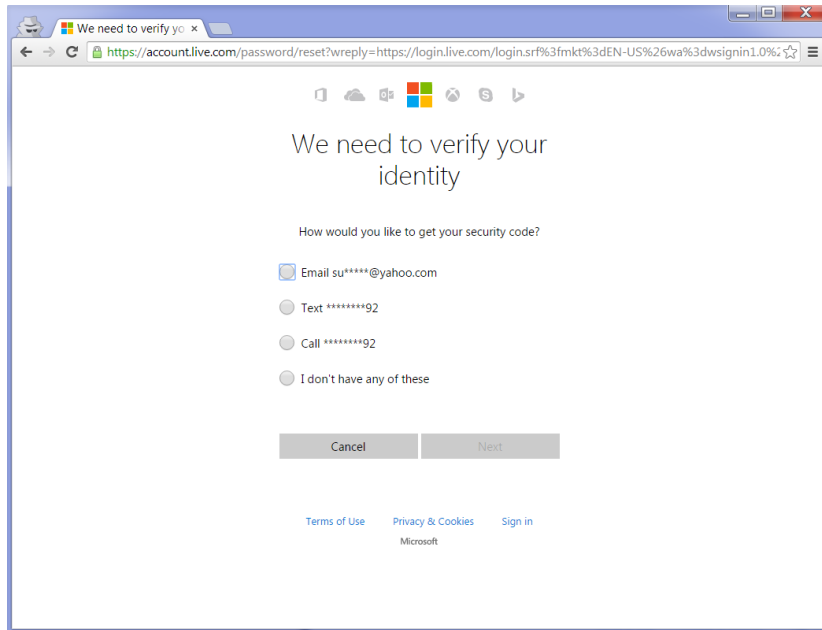 We need to verify yo
https://account.live.com/password/reset?wreply=https://login.live.com/login.srf%3fmkt%3dEN-US%26wa%3dwsignin1.0%2
We need to verify your
identity
How would you like to get your security code?
Email su*****@yahoo.com
Text ********92
Call ********92
I don't have any of these
Cancel Next
Terms of Use Privacy & Cookies Sign in
Microsoft